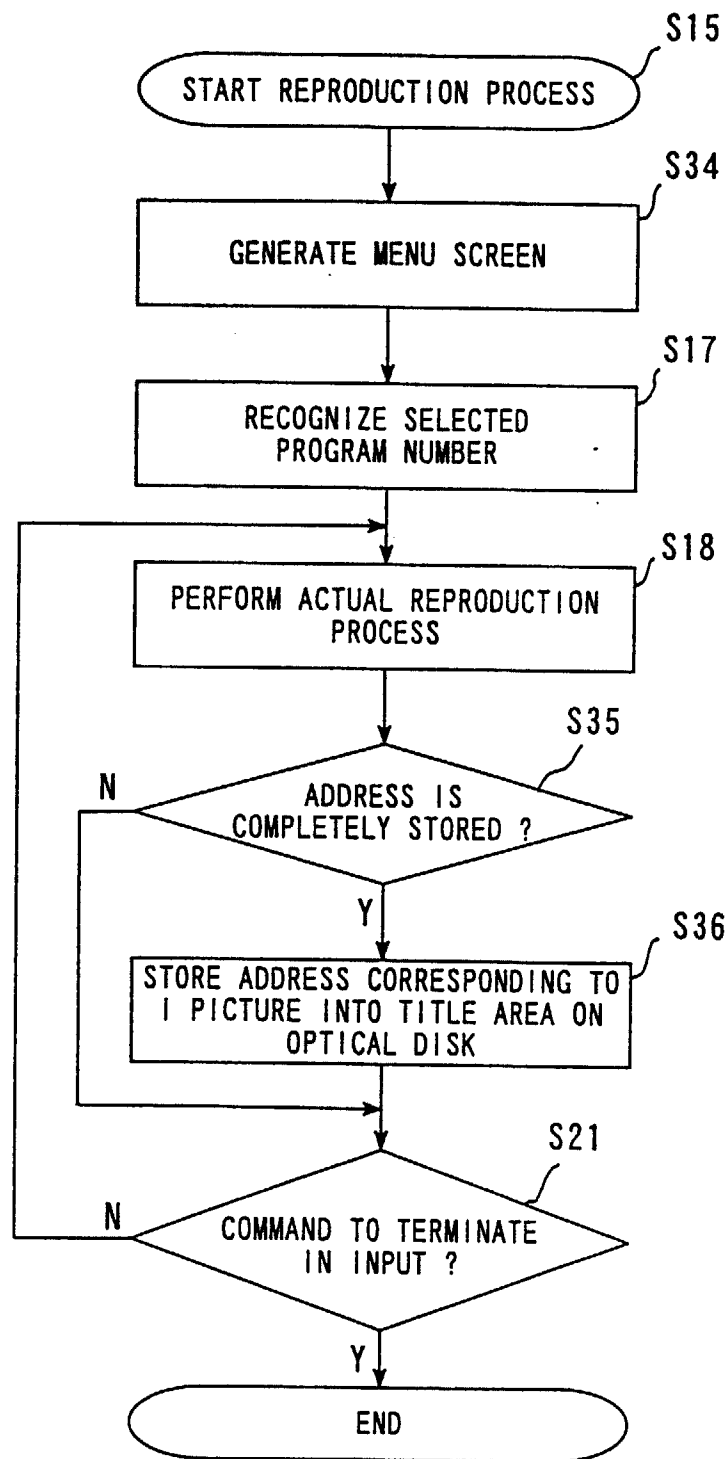 S15
START REPRODUCTION PROCESS
S34
GENERATE MENU SCREEN
S17
RECOGNIZE SELECTED
PROGRAM NUMBER
S18
PERFORM ACTUAL REPRODUCTION
PROCESS
S35
N
ADDRESS IS
COMPLETELY STORED ?
Y
S36
STORE ADDRESS CORRESPONDING TO
I PICTURE INTO TITLE AREA ON
OPTICAL DISK
S21
N
COMMAND TO TERMINATE
IN INPUT ?
Y
END